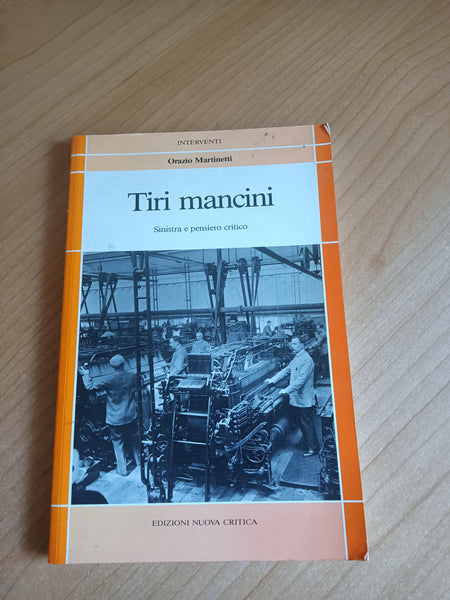 INTERVENTI
Orazio Martinetti
Tiri mancini
Sinistra e pensiero critico
EDIZIONI NUOVA CRITICA